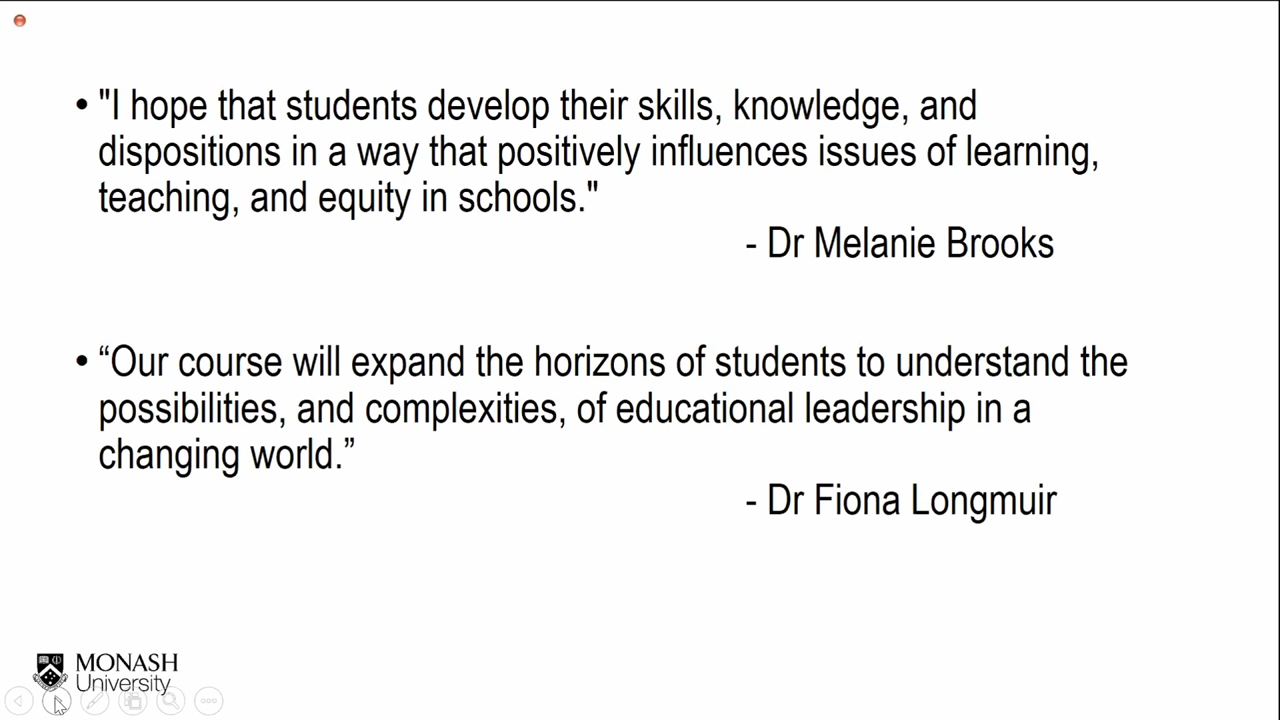 • "I hope that students develop their skills, knowledge, and
dispositions in a way that positively influences issues of learning,
teaching, and equity in schools."
- Dr Melanie Brooks
• “Our course will expand the horizons of students to understand the
possibilities, and complexities, of educational leadership in a
changing world.”
- Dr Fiona Longmuir
MONASH
University